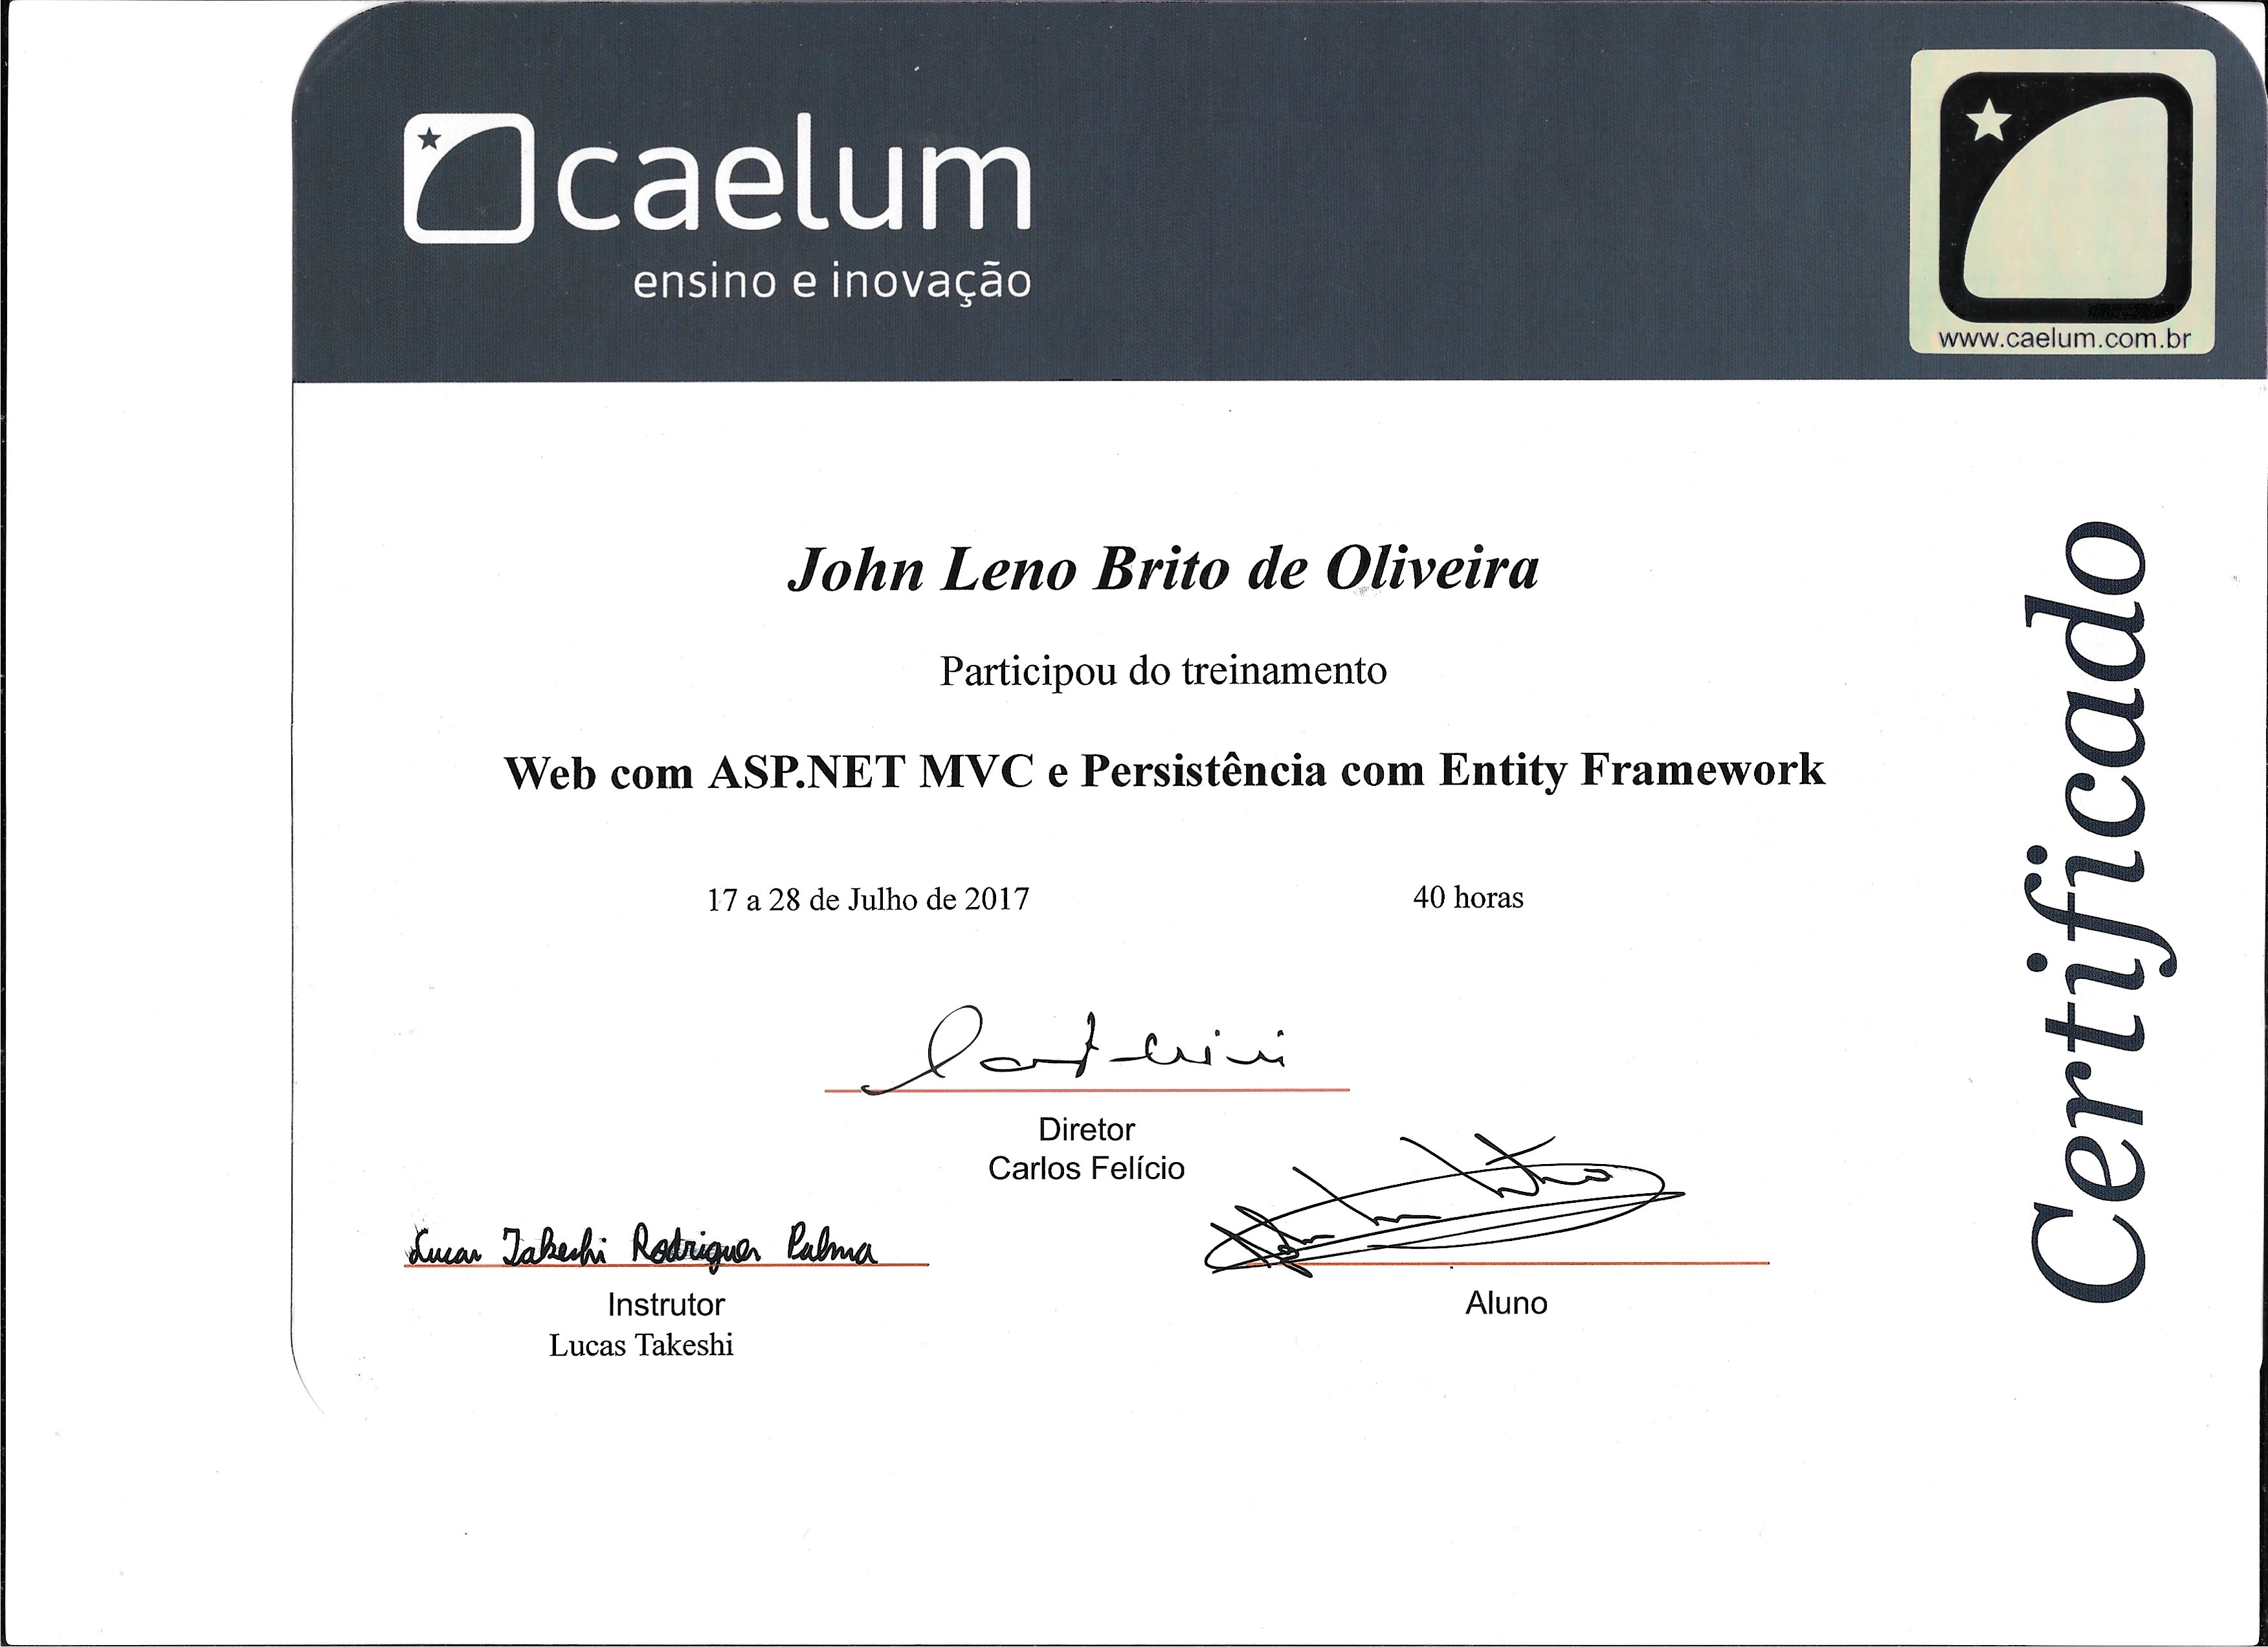 caelum
ensino e inovação
www.caelum.com.br
John Leno Brito de Oliveira
Participou do treinamento
Web com ASP.NET MVC e Persistência com Entity Framework
17 a 28 de Julho de 2017 40 horas
Certificado
Diretor
Carlos Felício
Lucas Takeshi Rodrigues Palma
Instrutor
Lucas Takeshi
Aluno